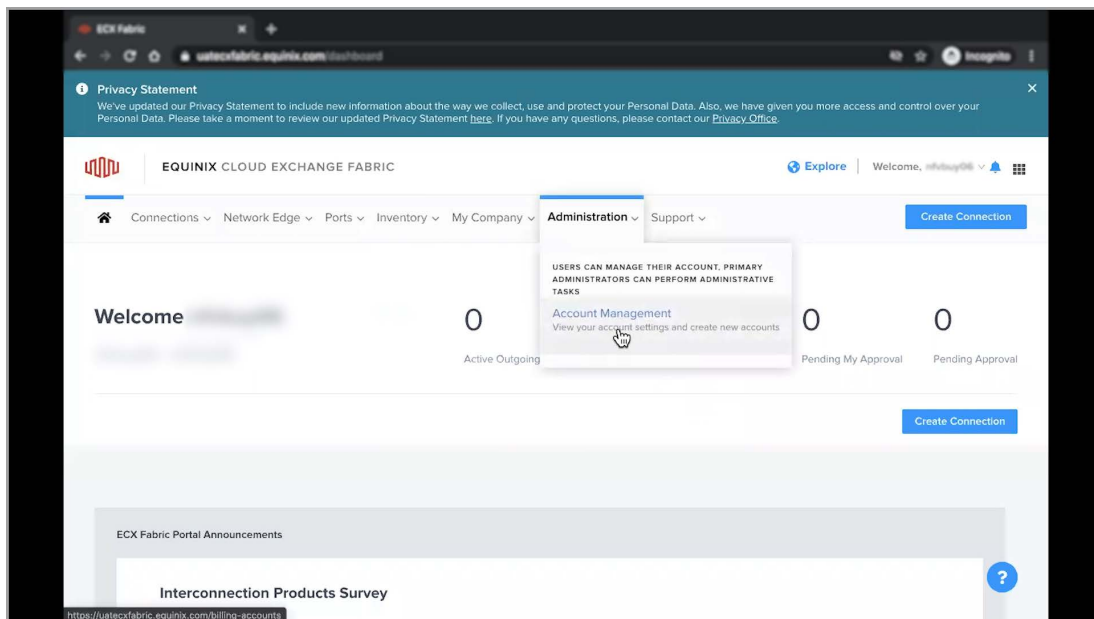 ECX Fabric
uatecxfabric.equinix.com/dashboard
Incognito
Privacy Statement
We've updated our Privacy Statement to include new information about the way we collect, use and protect your Personal Data. Also, we have given you more access and control over your
Personal Data. Please take a moment to review our updated Privacy Statement here. If you have any questions, please contact our Privacy Office.
EQUINIX CLOUD EXCHANGE FABRIC
Explore
Welcome,
Connections
Network Edge
Ports
Inventory
My Company
Administration
Support
Create Connection
USERS CAN MANAGE THEIR ACCOUNT, PRIMARY
ADMINISTRATORS CAN PERFORM ADMINISTRATIVE
TASKS
Account Management
View your account settings and create new accounts
Welcome
0
Active Outgoing
0
Pending My Approval
0
Pending Approval
Create Connection
ECX Fabric Portal Announcements
Interconnection Products Survey
?
https://uatecxfabric.equinix.com/billing-accounts